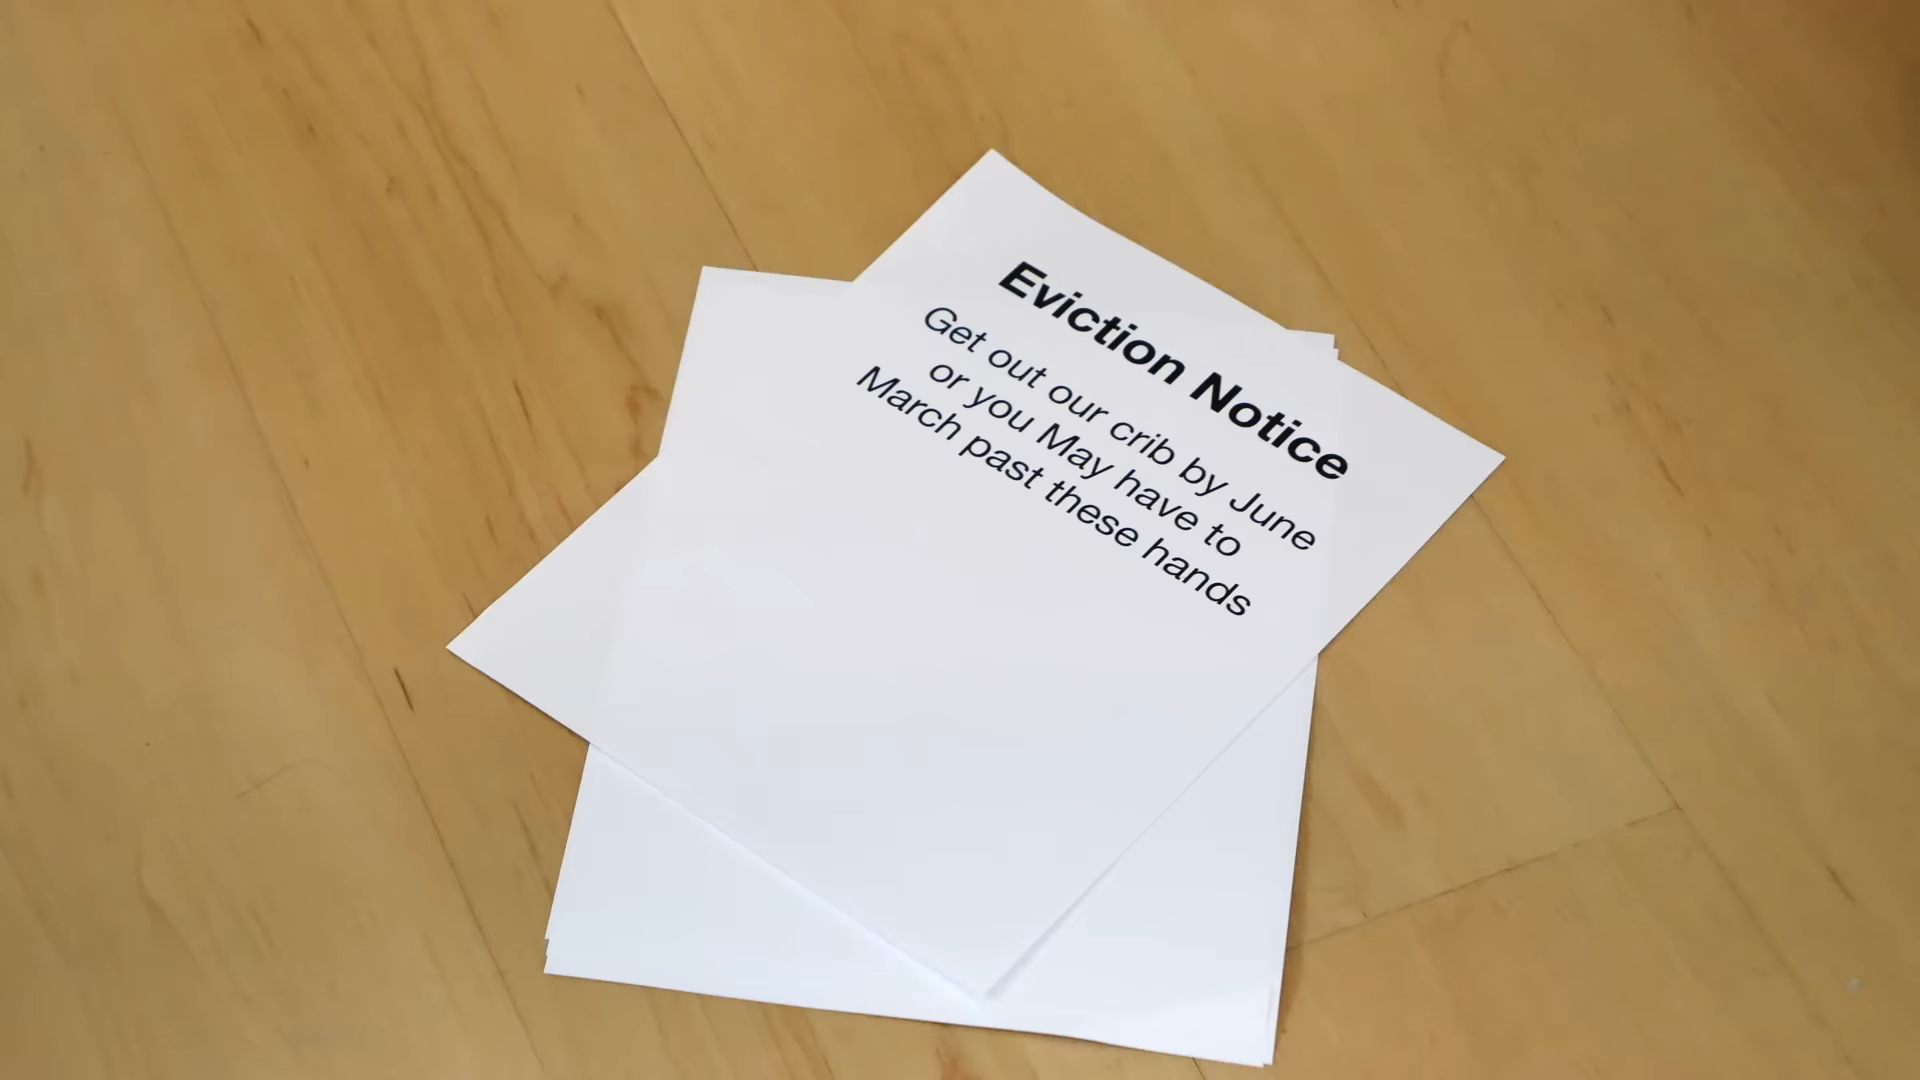 Eviction Notice
Get out our crib by June
or you May have to
March past these hands